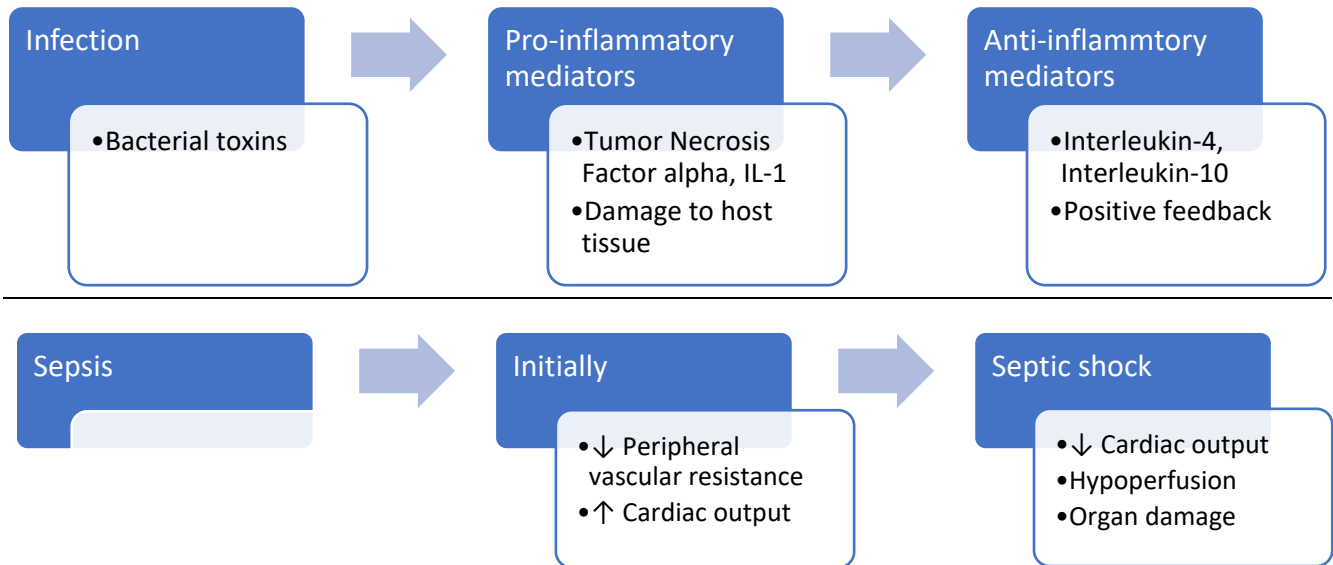 Infection
•Bacterial toxins
Pro-inflammatory
mediators
•Tumor Necrosis
Factor alpha, IL-1
•Damage to host
tissue
Anti-inflammtory
mediators
•Interleukin-4,
Interleukin-10
•Positive feedback
Sepsis
Initially
•↓ Peripheral
vascular resistance
•↑ Cardiac output
Septic shock
•↓ Cardiac output
•Hypoperfusion
•Organ damage